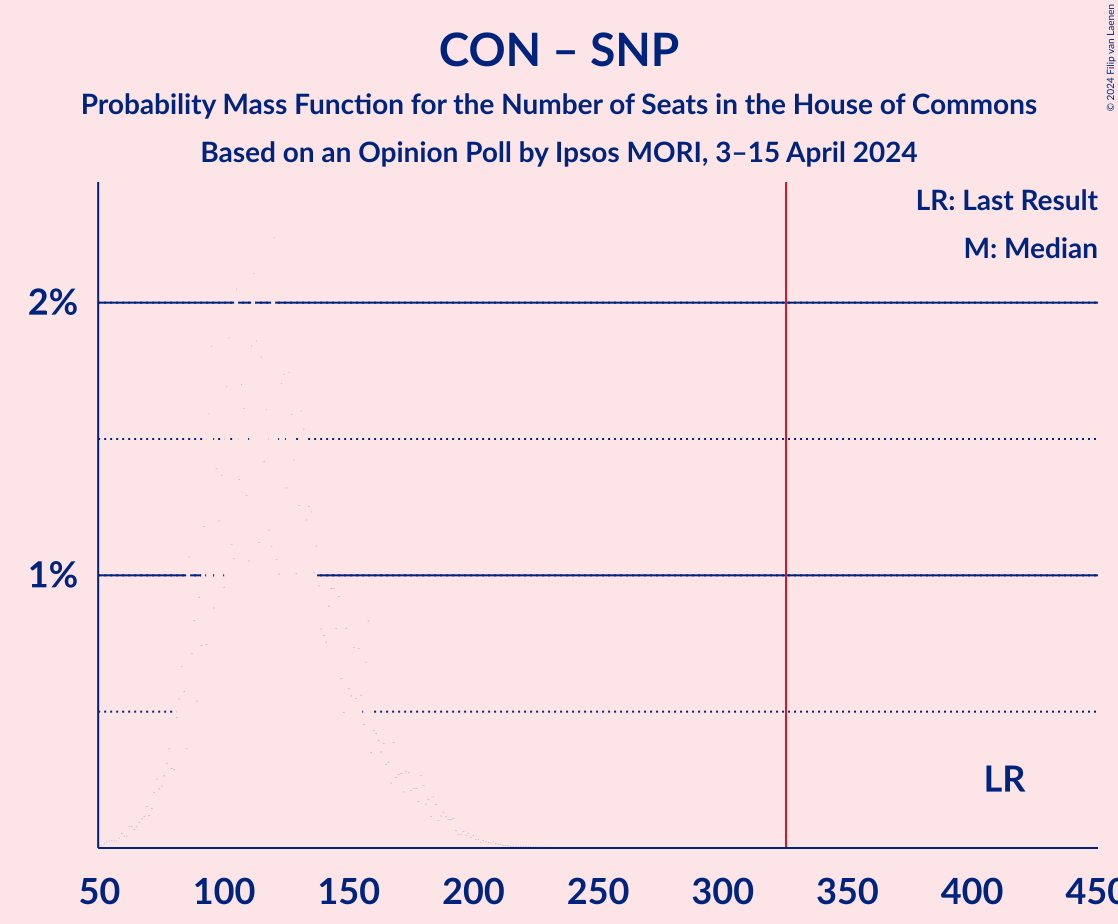 CON – SNP
Probability Mass Function for the Number of Seats in the House of Commons
Based on an Opinion Poll by Ipsos MORI, 3–15 April 2024
© 2024 Filip van Laenen
LR: Last Result
M: Median
2%
1%
LR
50 100 150 200 250 300 350 400 450